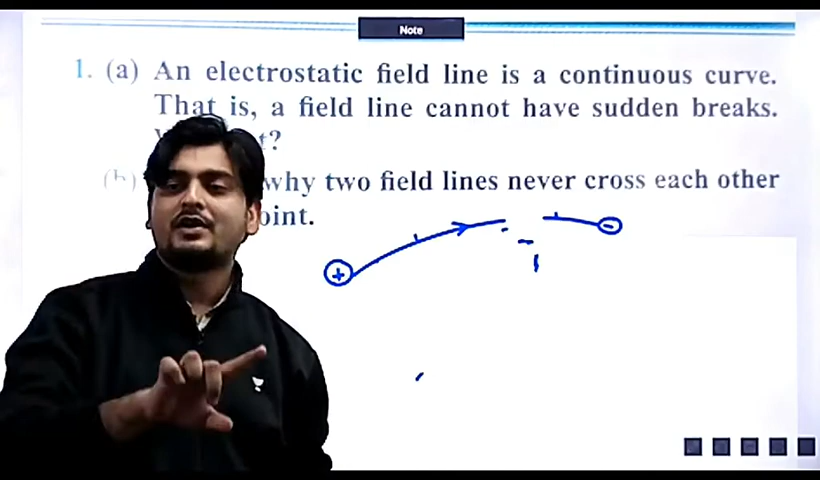 Note
1. (a) An electrostatic field line is a continuous curve.
That is, a field line cannot have sudden breaks.
(b) why two field lines never cross each other
+
-